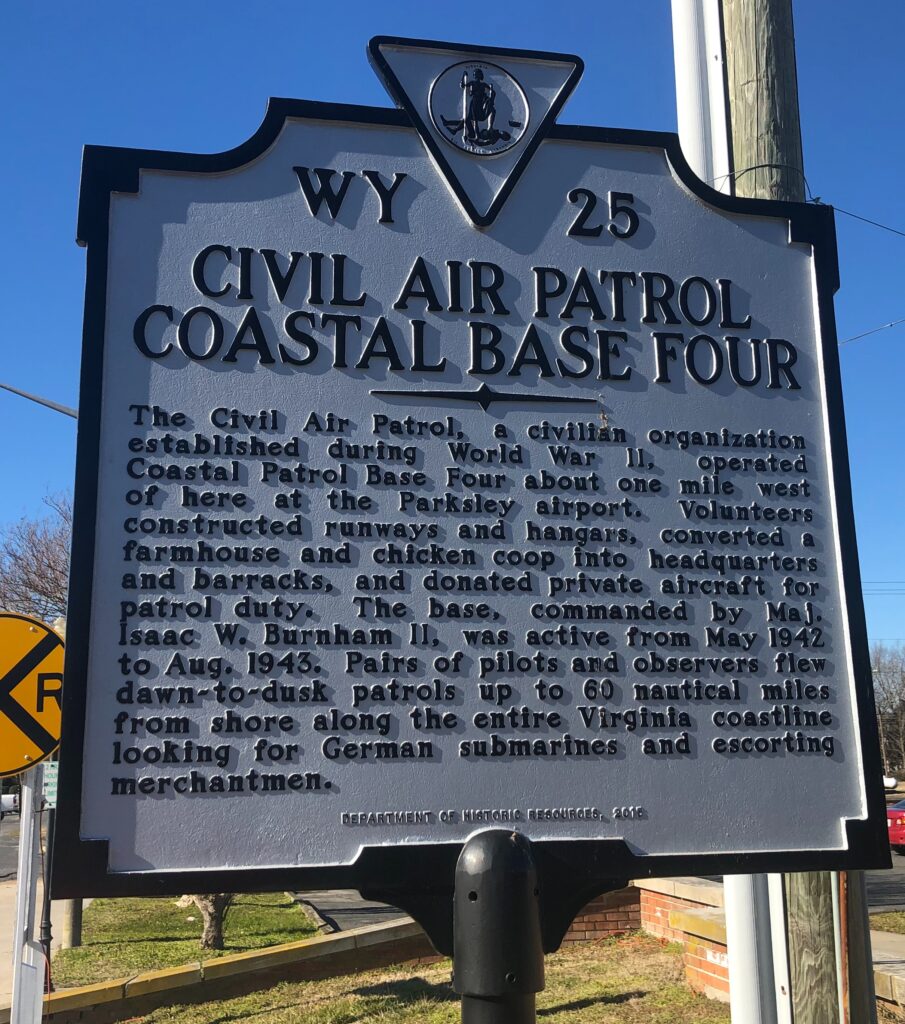 WY 25
CIVIL AIR PATROL
COASTAL BASE FOUR
The Civil Air Patrol, a civilian organization
established during World War II, operated
Coastal Patrol Base Four about one mile west
of here at the Parksley airport. Volunteers
constructed runways and hangars, converted a
farmhouse and chicken coop into headquarters
and barracks, and donated private aircraft for
patrol duty. The base, commanded by Maj.
Isaac W. Burnham II, was active from May 1942
to Aug. 1943. Pairs of pilots and observers flew
dawn-to-dusk patrols up to 60 nautical miles
from shore along the entire Virginia coastline
looking for German submarines and escorting
merchantmen.
DEPARTMENT OF HISTORIC RESOURCES, 2015
R